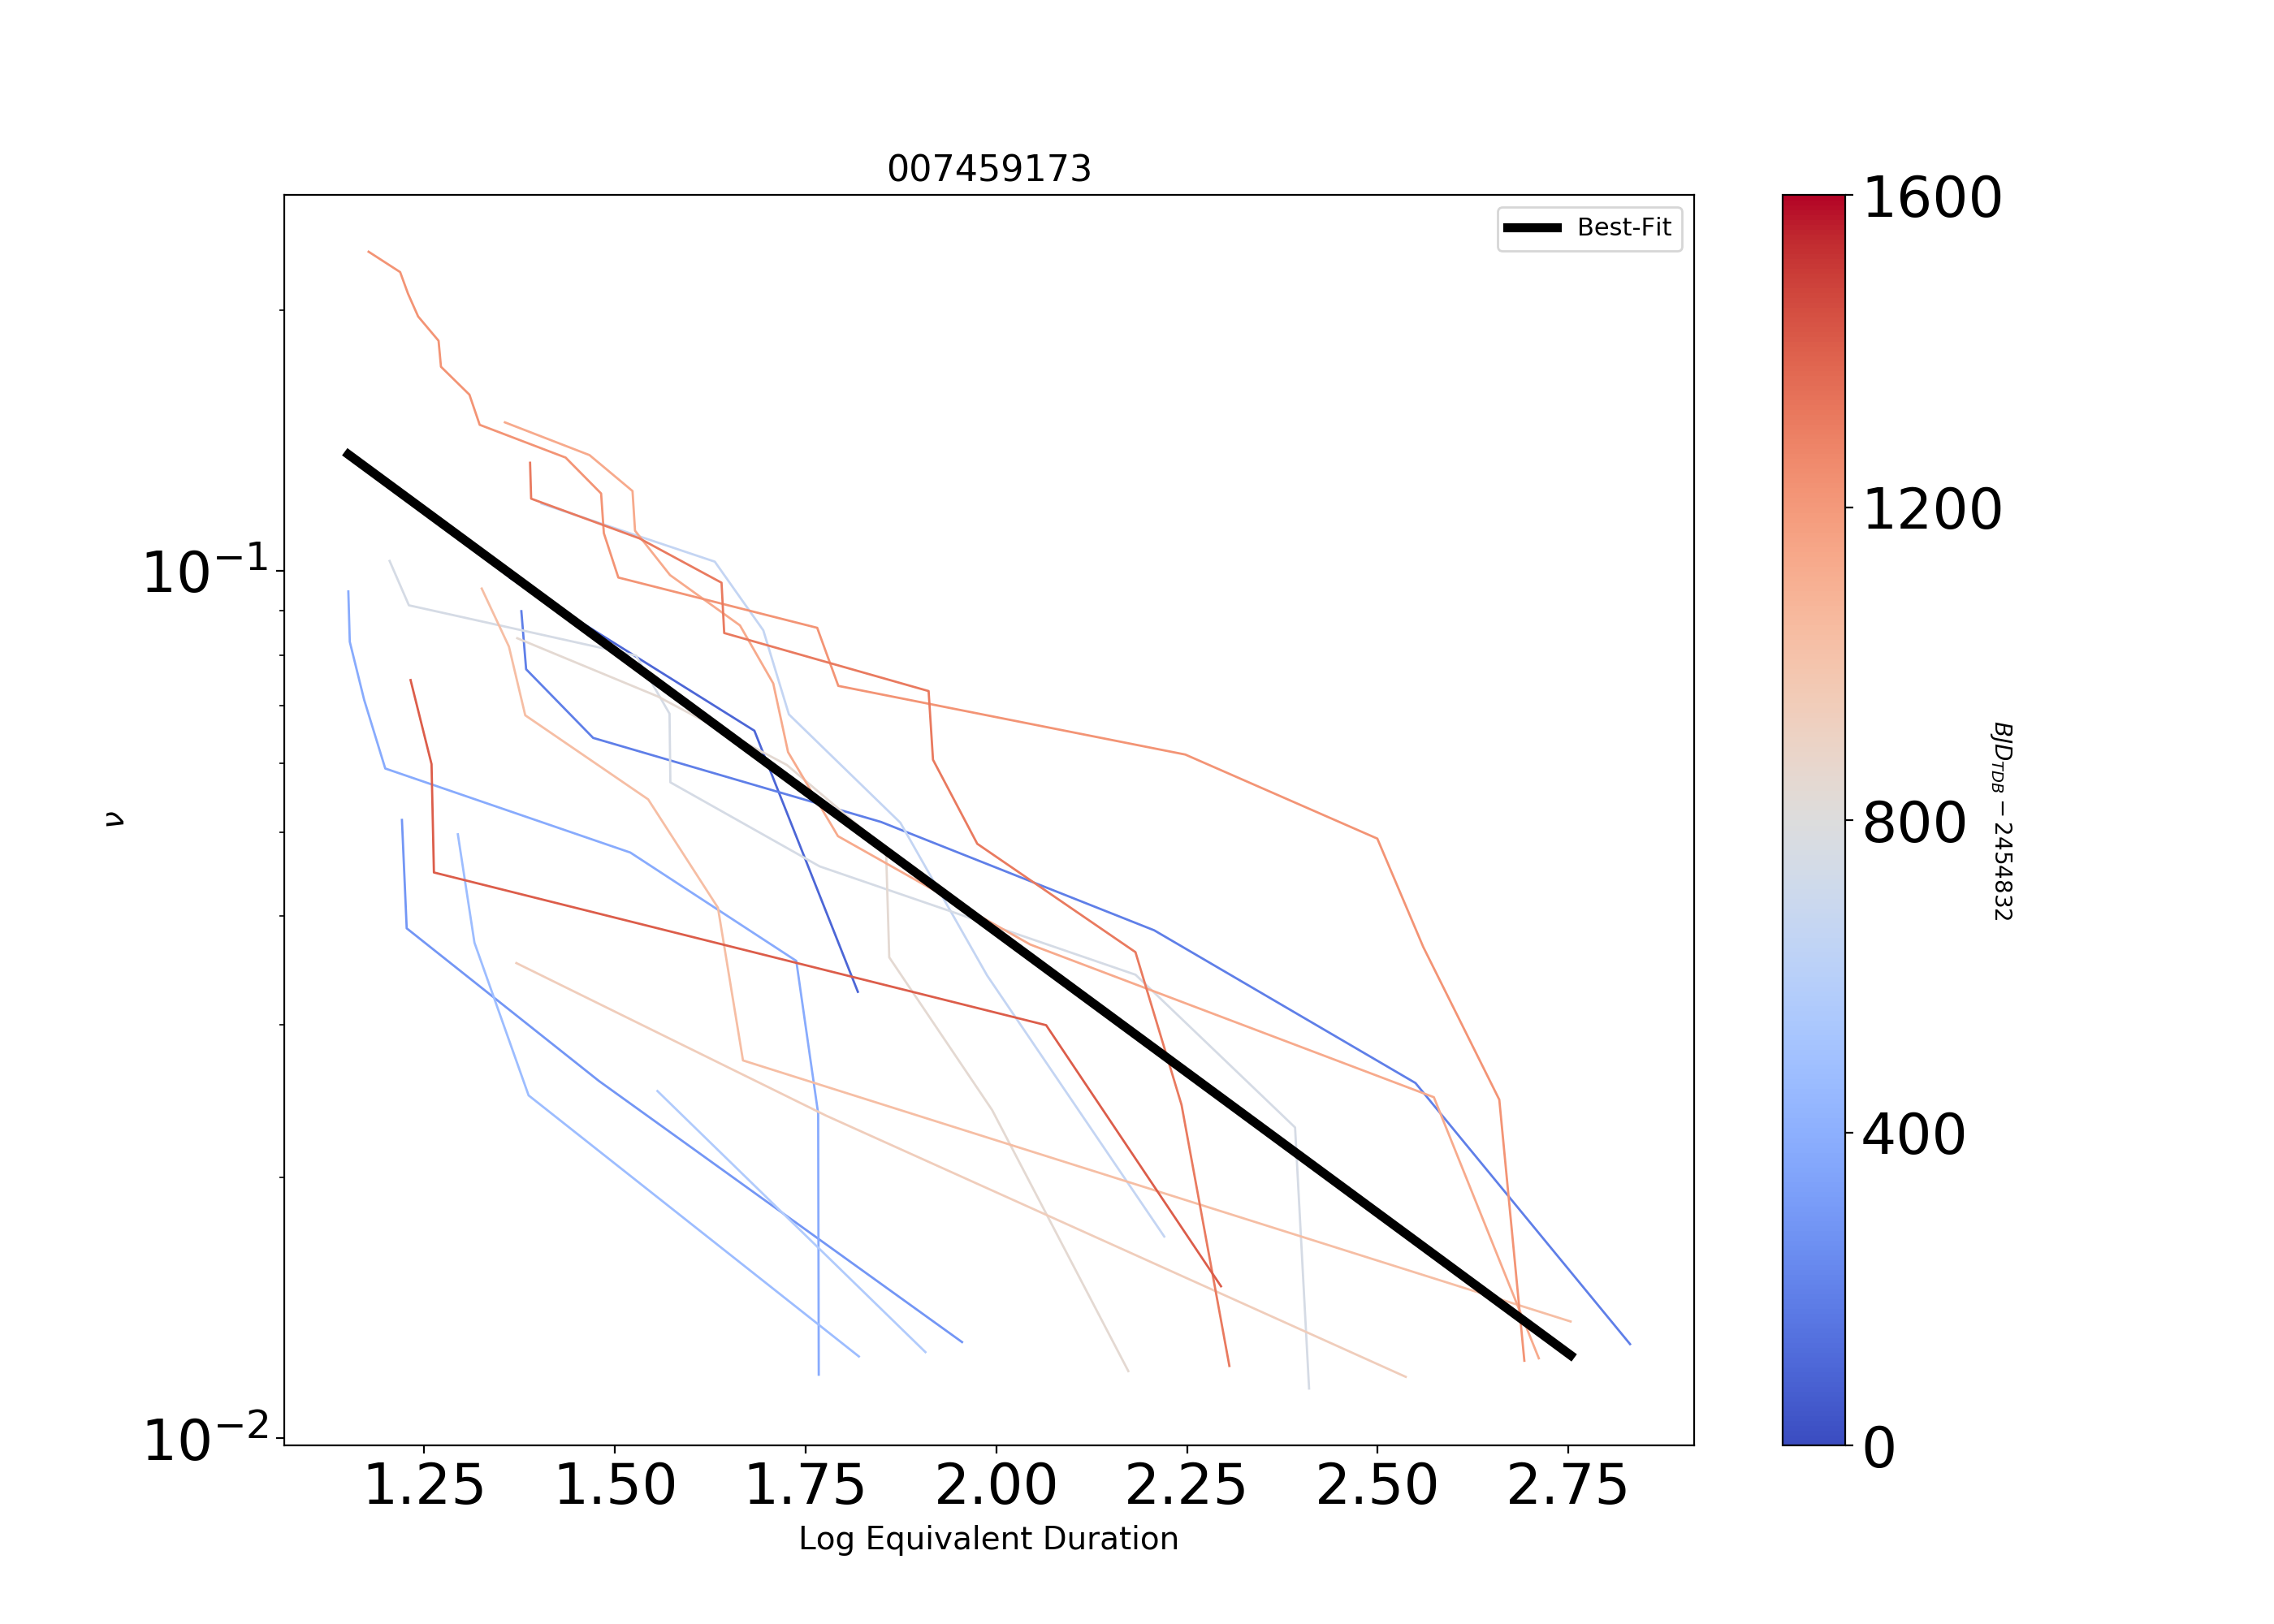 007459173
Best-Fit
10⁻¹
10⁻²
ν
1.25 1.50 1.75 2.00 2.25 2.50 2.75
Log Equivalent Duration
1600
1200
800
400
0
BJD_TDB − 2454832